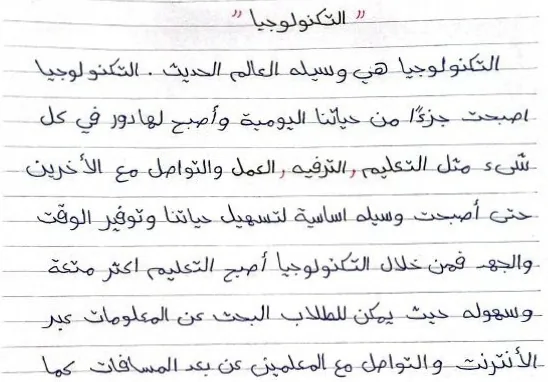 " التكنولوجيا "
التكنولوجيا هي وسيله العالم الحديث . التكنولوجيا
اصبحت جزءًا من حياتنا اليومية وأصبح لها دور في كل
شيء مثل التعليم , الترفيه , العمل والتواصل مع الأخرين
حتى أصبحت وسيله اساسية لتسهيل حياتنا وتوفير الوقت
والجهد فمن خلال التكنولوجيا أصبح التعليم اكثر متعة
وسهوله حيث يمكن للطلاب البحث عن المعلومات عبر
الأنترنت والتواصل مع المعلمين عن بعد المسافات كما